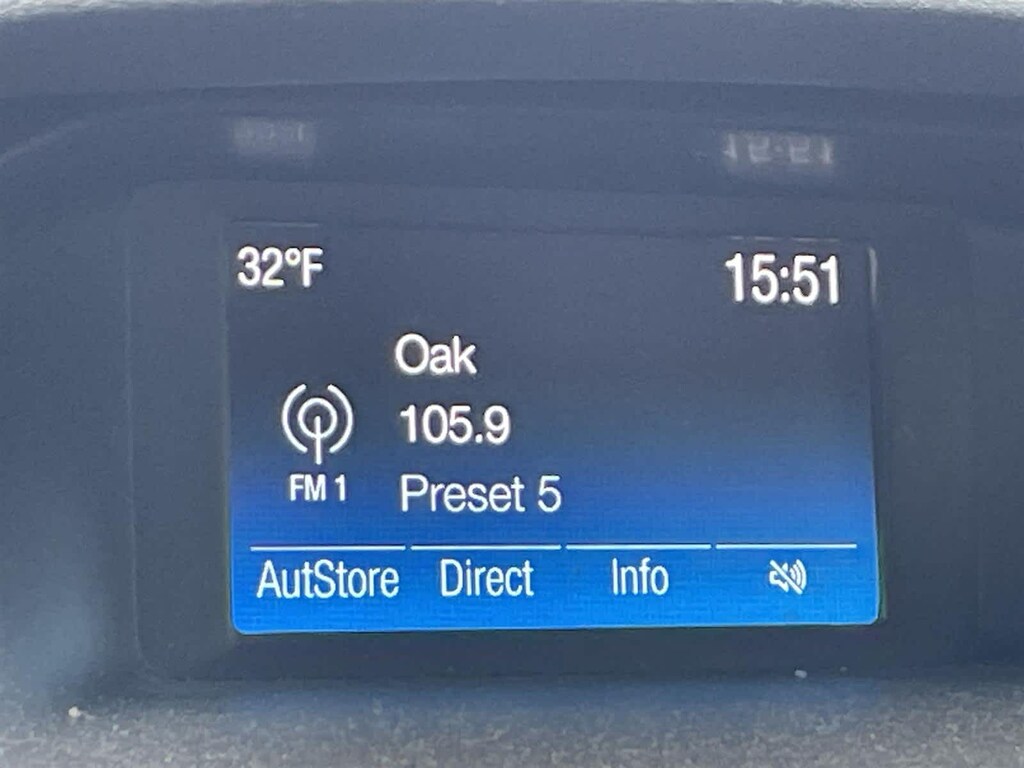 32°F 15:51
Oak
105.9
FM 1 Preset 5
AutStore Direct Info